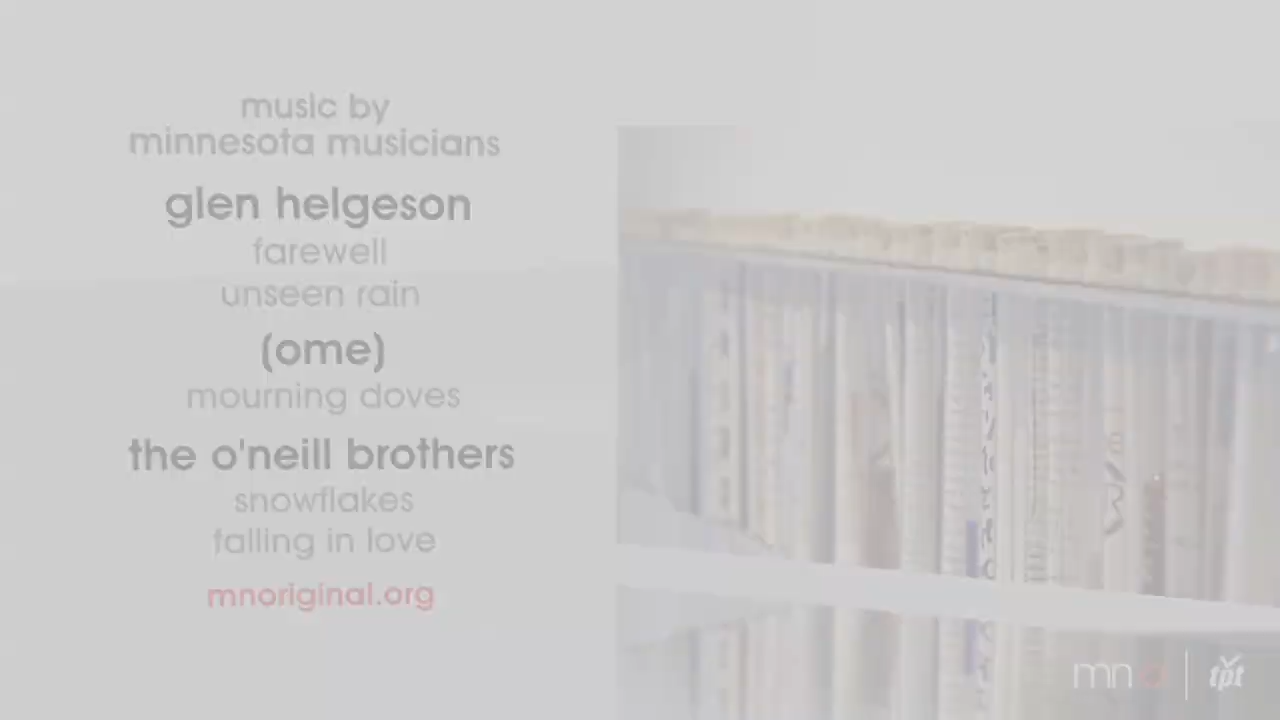 music by
minnesota musicians
glen helgeson
farewell
unseen rain
(ome)
mourning doves
the o'neill brothers
snowflakes
falling in love
mnoriginal.org
mn o
tpt